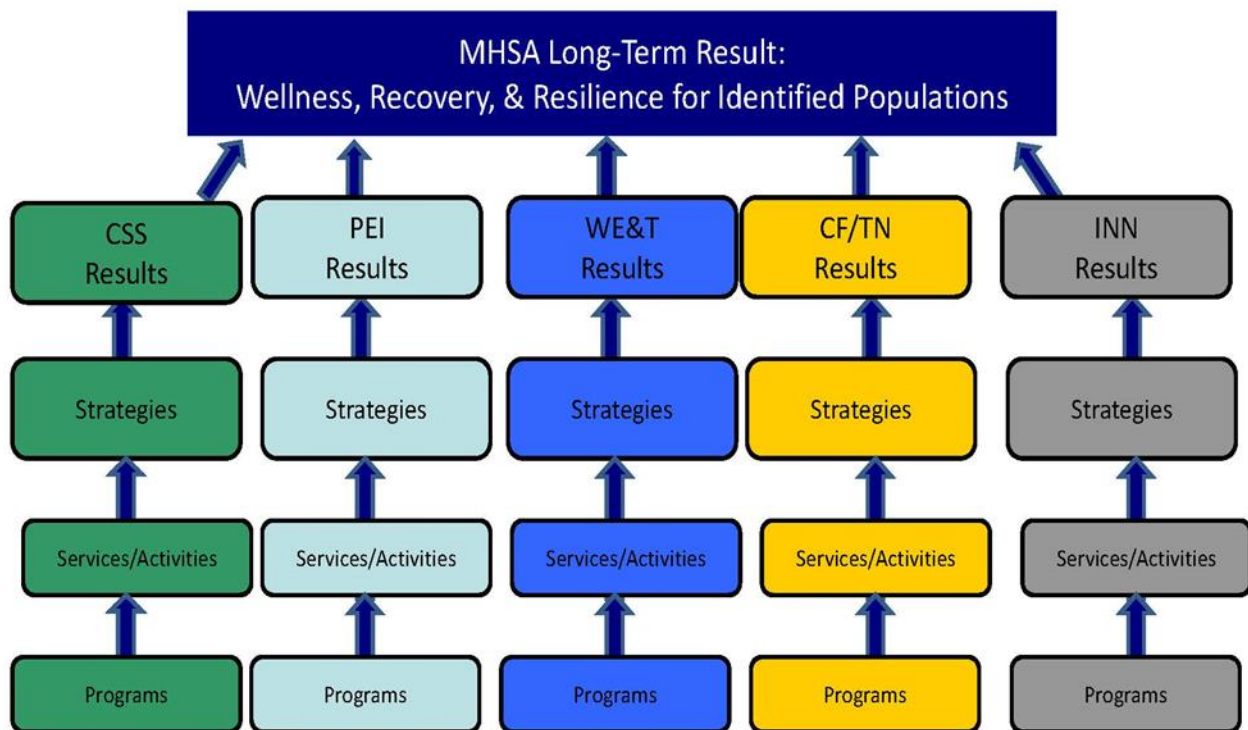 MHSA Long-Term Result:
Wellness, Recovery, & Resilience for Identified Populations
CSS
Results
PEI
Results
WE&T
Results
CF/TN
Results
INN
Results
Strategies
Strategies
Strategies
Strategies
Strategies
Services/Activities
Services/Activities
Services/Activities
Services/Activities
Services/Activities
Programs
Programs
Programs
Programs
Programs